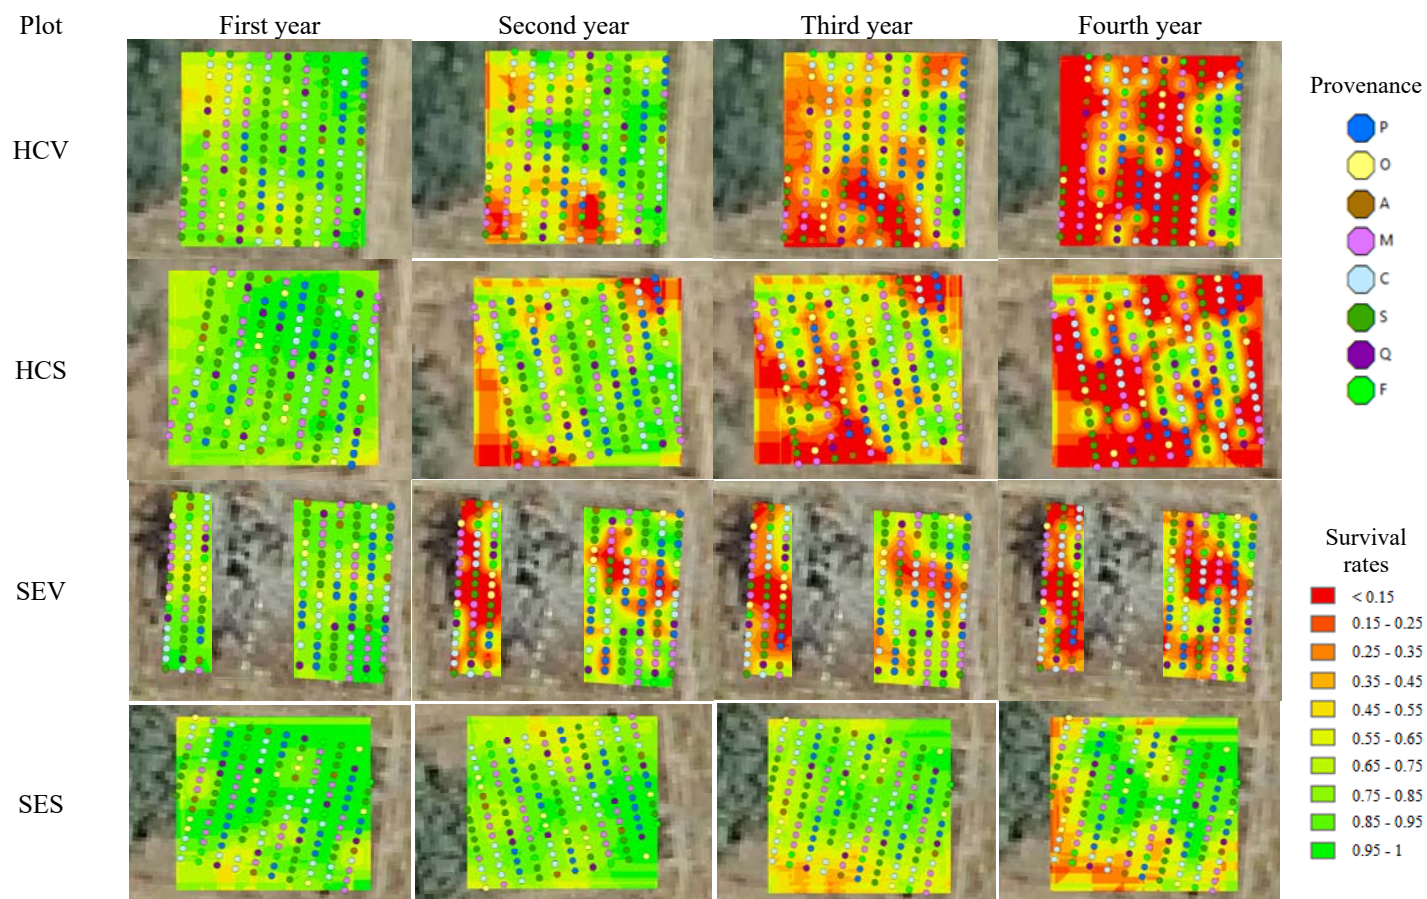 Plot First year Second year Third year Fourth year
HCV
HCS
SEV
SES
Provenance
P
O
A
M
C
S
Q
F
Survival
rates
< 0.15
0.15 - 0.25
0.25 - 0.35
0.35 - 0.45
0.45 - 0.55
0.55 - 0.65
0.65 - 0.75
0.75 - 0.85
0.85 - 0.95
0.95 - 1